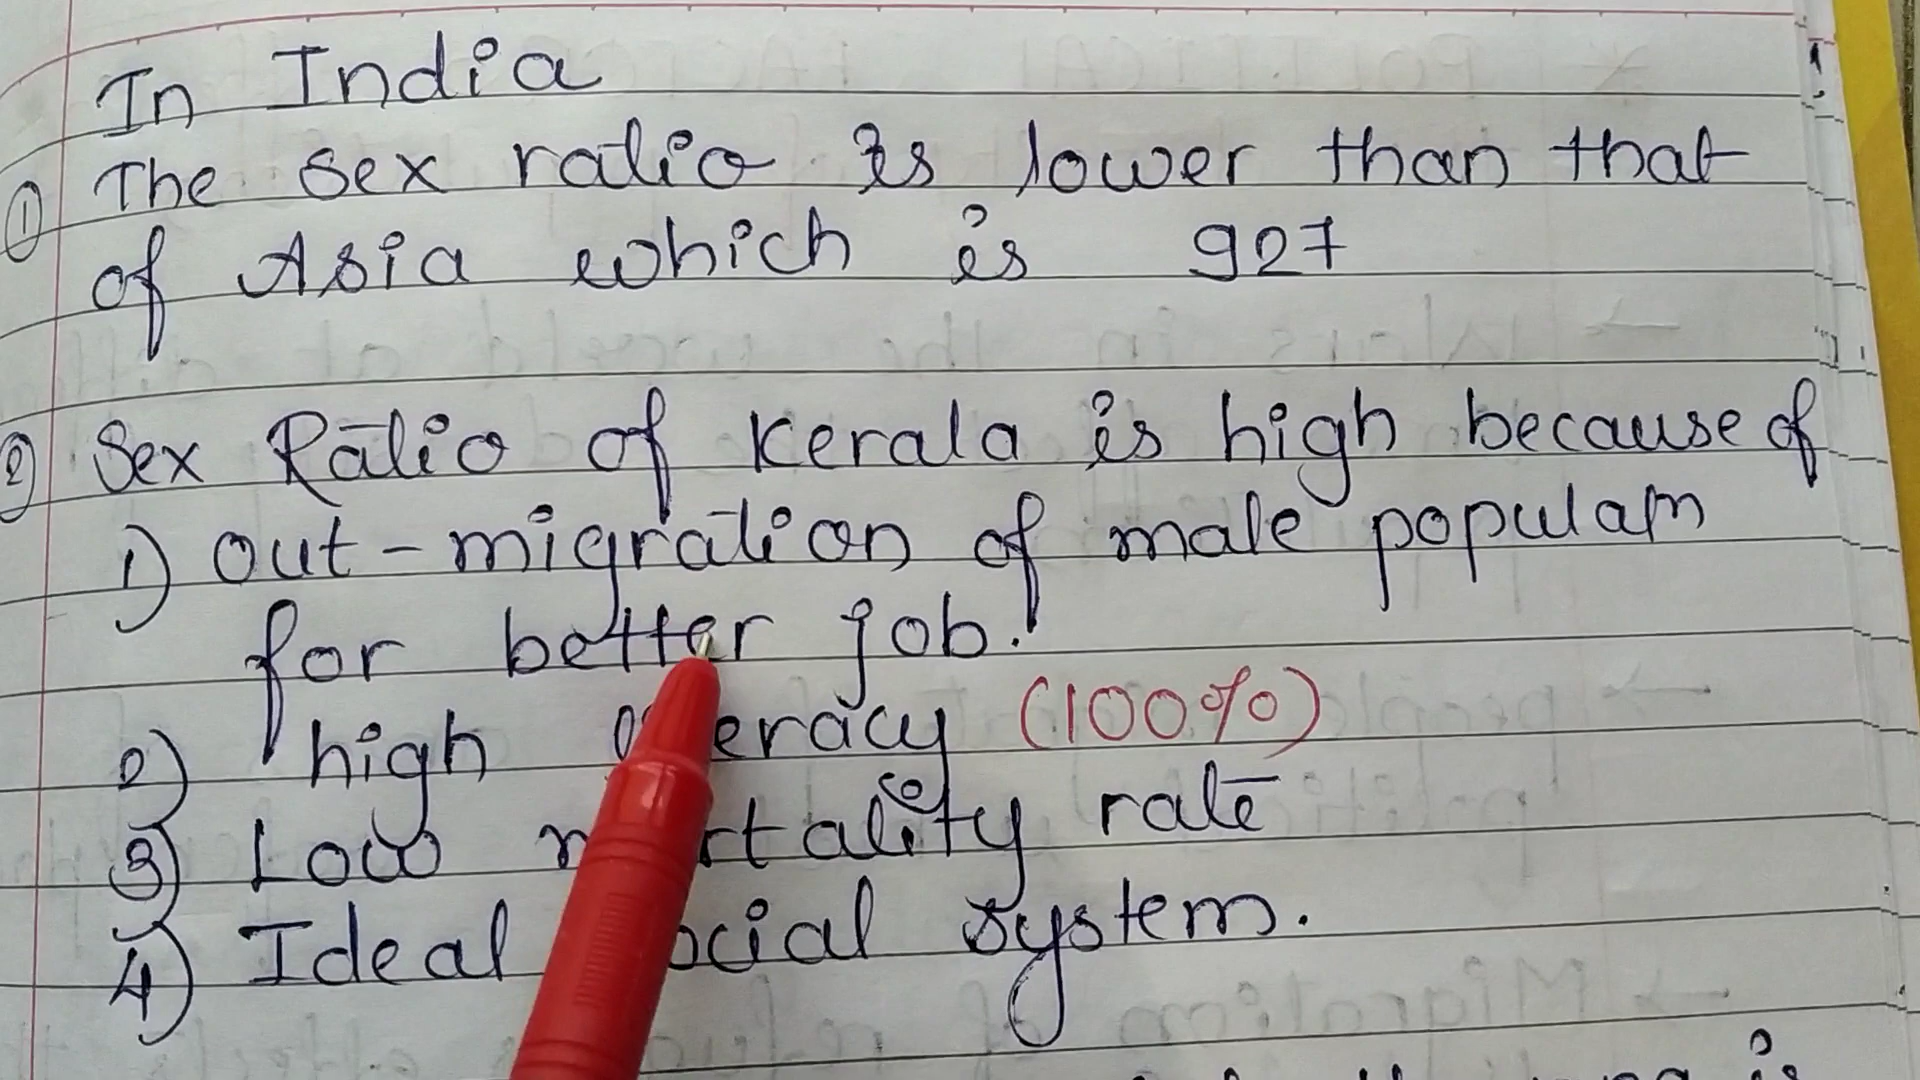 In India
① The sex ratio is lower than that
of Asia which is 927
② Sex Ratio of Kerala is high because of
1) out-migration of male populan
for better job.
2) high (100%)
3) Low rate
4) Ideal system.